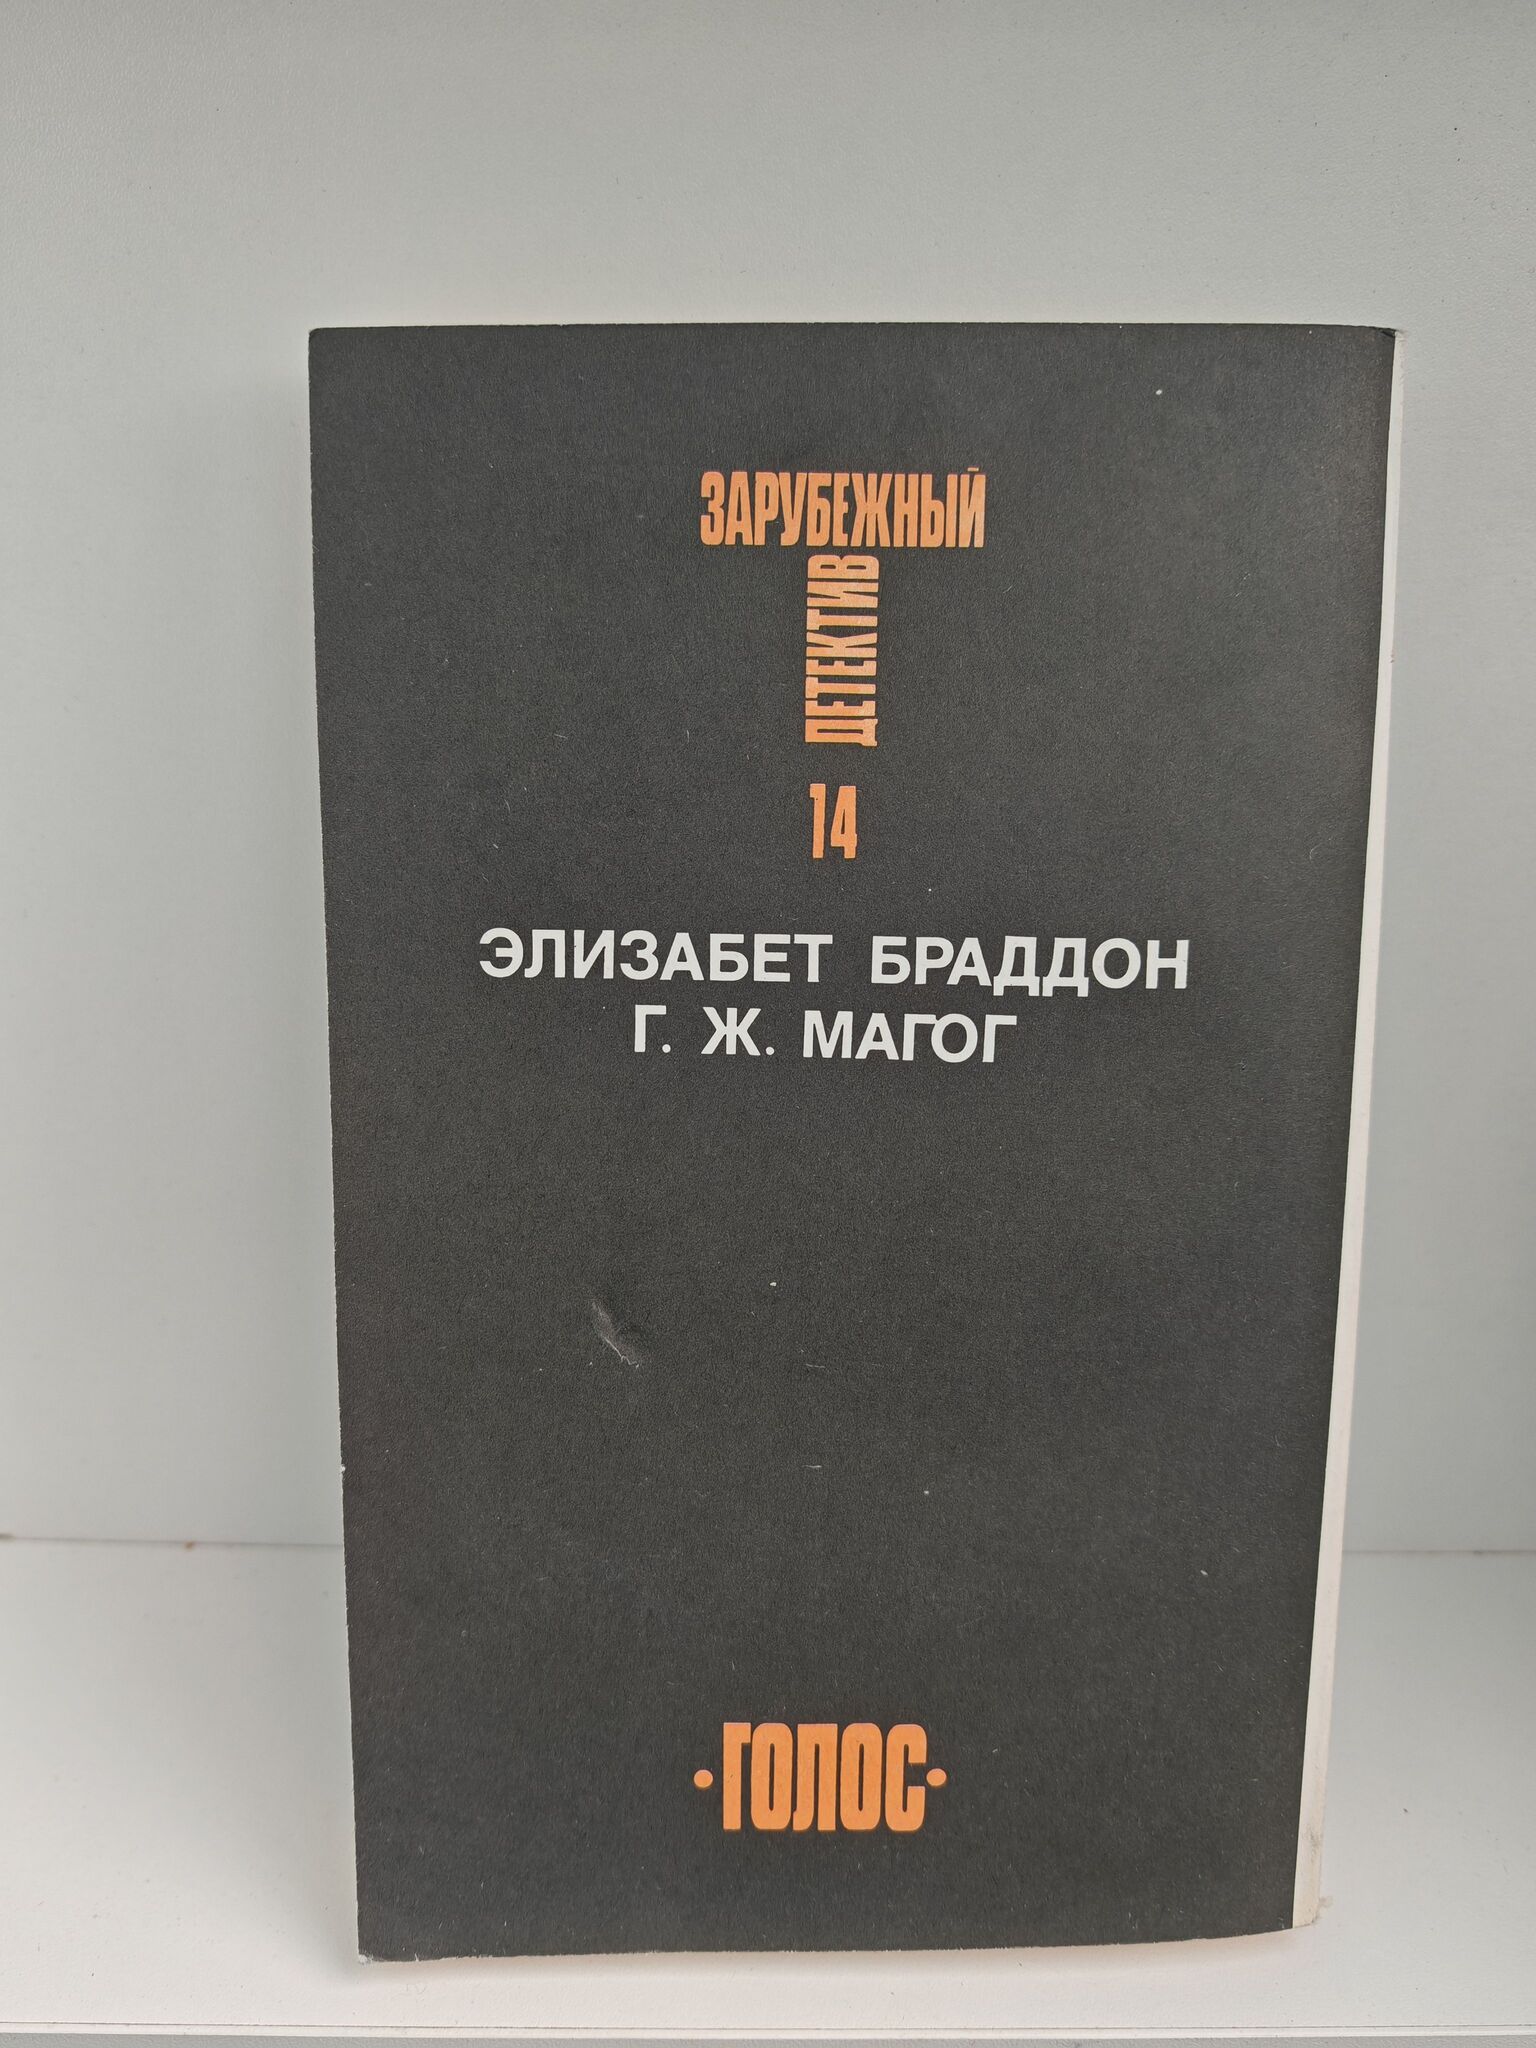 ЗАРУБЕЖНЫЙ
ДЕТЕКТИВ
14
ЭЛИЗАБЕТ БРАДДОН
Г. Ж. МАГОГ
·ГОЛОС·